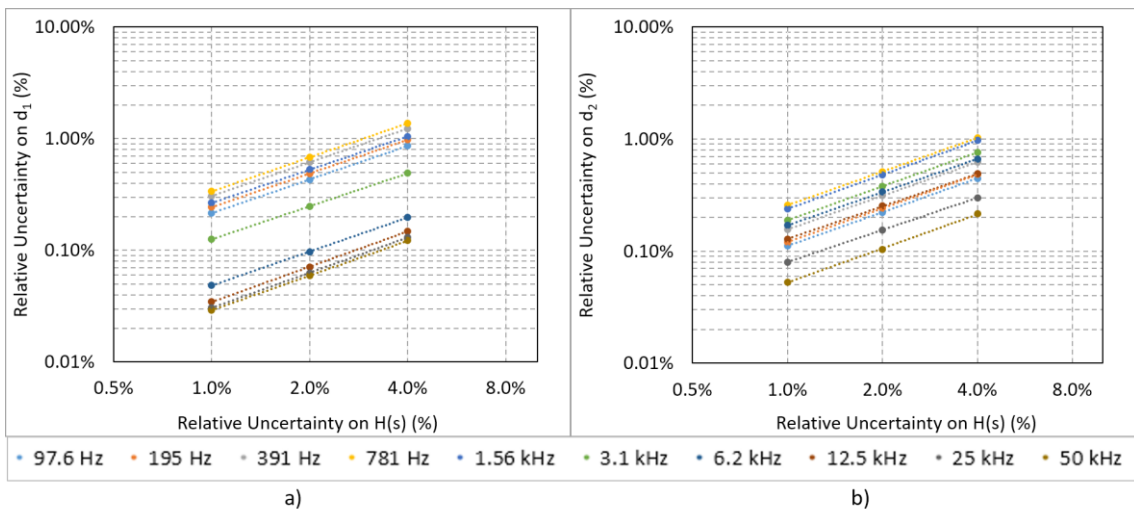 10.00%
1.00%
0.10%
0.01%
Relative Uncertainty on d1 (%)
0.5% 1.0% 2.0% 4.0% 8.0%
Relative Uncertainty on H(s) (%)
10.00%
1.00%
0.10%
0.01%
Relative Uncertainty on d2 (%)
0.5% 1.0% 2.0% 4.0% 8.0%
Relative Uncertainty on H(s) (%)
97.6 Hz 195 Hz 391 Hz 781 Hz 1.56 kHz 3.1 kHz 6.2 kHz 12.5 kHz 25 kHz 50 kHz
a) b)